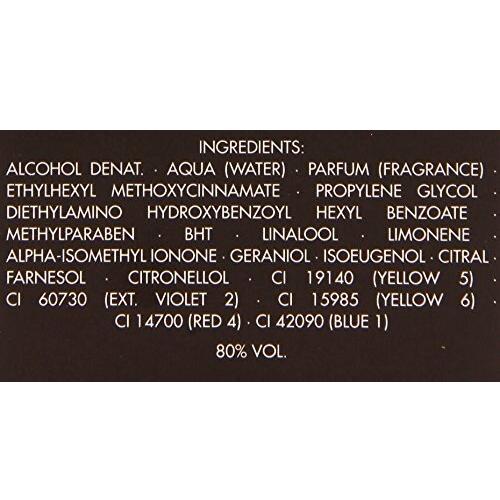 INGREDIENTS:
ALCOHOL DENAT. · AQUA (WATER) · PARFUM (FRAGRANCE) ·
ETHYLHEXYL METHOXYCINNAMATE · PROPYLENE GLYCOL ·
DIETHYLAMINO HYDROXYBENZOYL HEXYL BENZOATE ·
METHYLPARABEN · BHT · LINALOOL · LIMONENE ·
ALPHA-ISOMETHYL IONONE · GERANIOL · ISOEUGENOL · CITRAL ·
FARNESOL · CITRONELLOL · CI 19140 (YELLOW 5) ·
CI 60730 (EXT. VIOLET 2) · CI 15985 (YELLOW 6) ·
CI 14700 (RED 4) · CI 42090 (BLUE 1)
80% VOL.